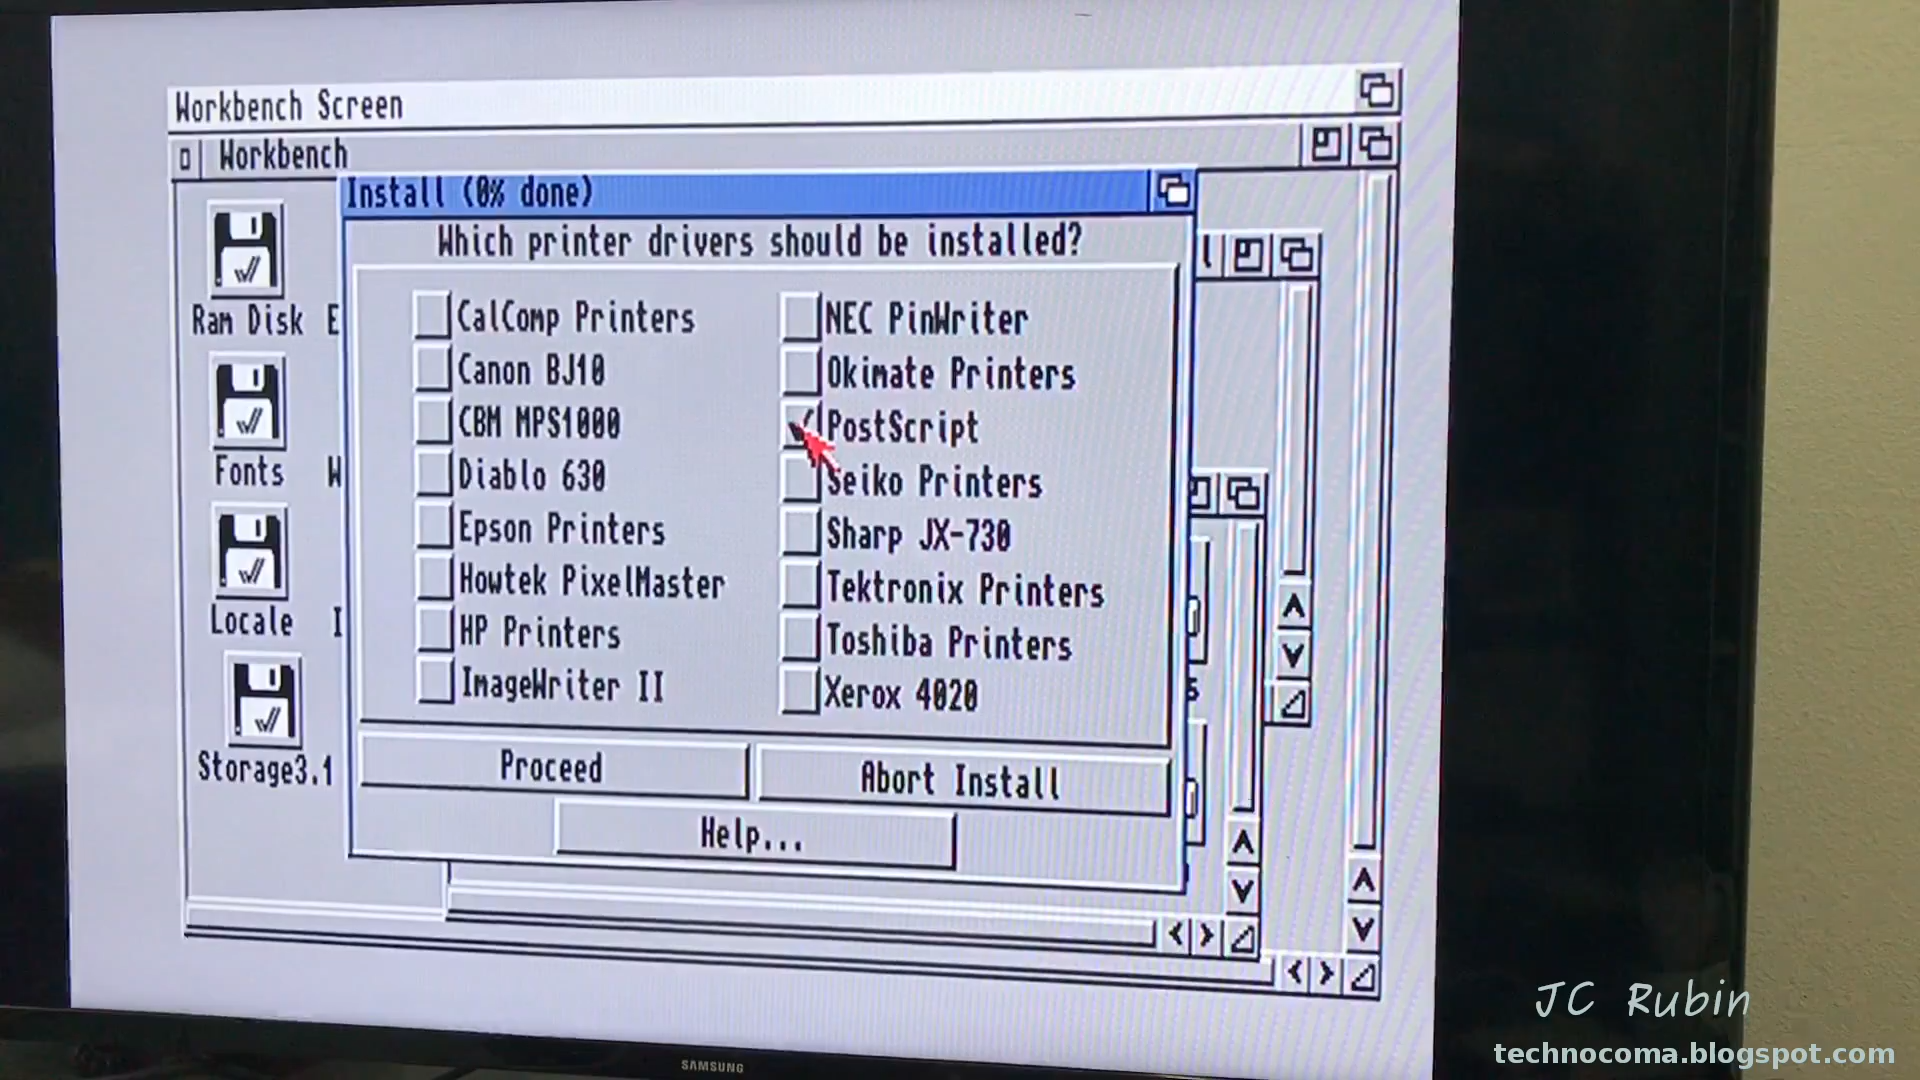 Workbench Screen
Workbench
Install (0% done)
Which printer drivers should be installed?
CalComp Printers
Canon BJ10
CBM MPS1000
Diablo 630
Epson Printers
Howtek PixelMaster
HP Printers
ImageWriter II
NEC PinWriter
Okimate Printers
PostScript
Seiko Printers
Sharp JX-730
Tektronix Printers
Toshiba Printers
Xerox 4020
Proceed
Abort Install
Help...
Ram Disk
Fonts
Locale
Storage3.1
SAMSUNG
JC Rubin
technocoma.blogspot.com